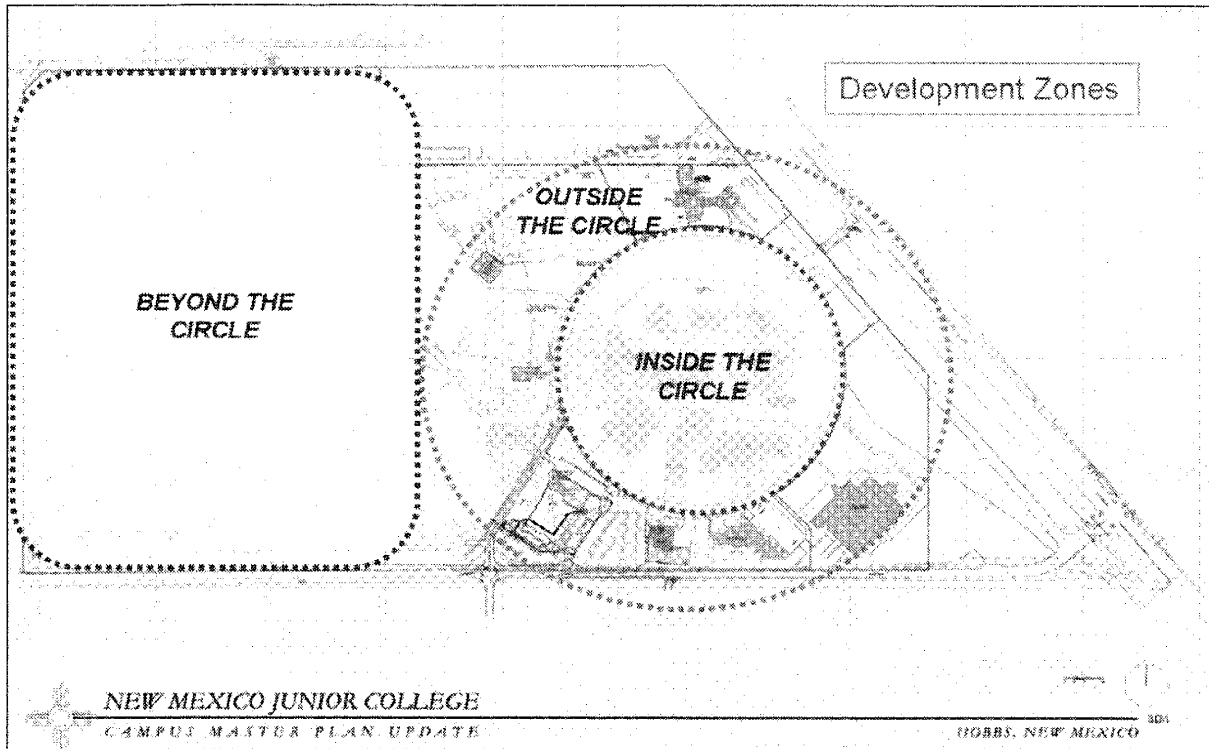 Development Zones
OUTSIDE
THE CIRCLE
BEYOND THE
CIRCLE
INSIDE THE
CIRCLE
NEW MEXICO JUNIOR COLLEGE
CAMPUS MASTER PLAN UPDATE
HOBBS, NEW MEXICO